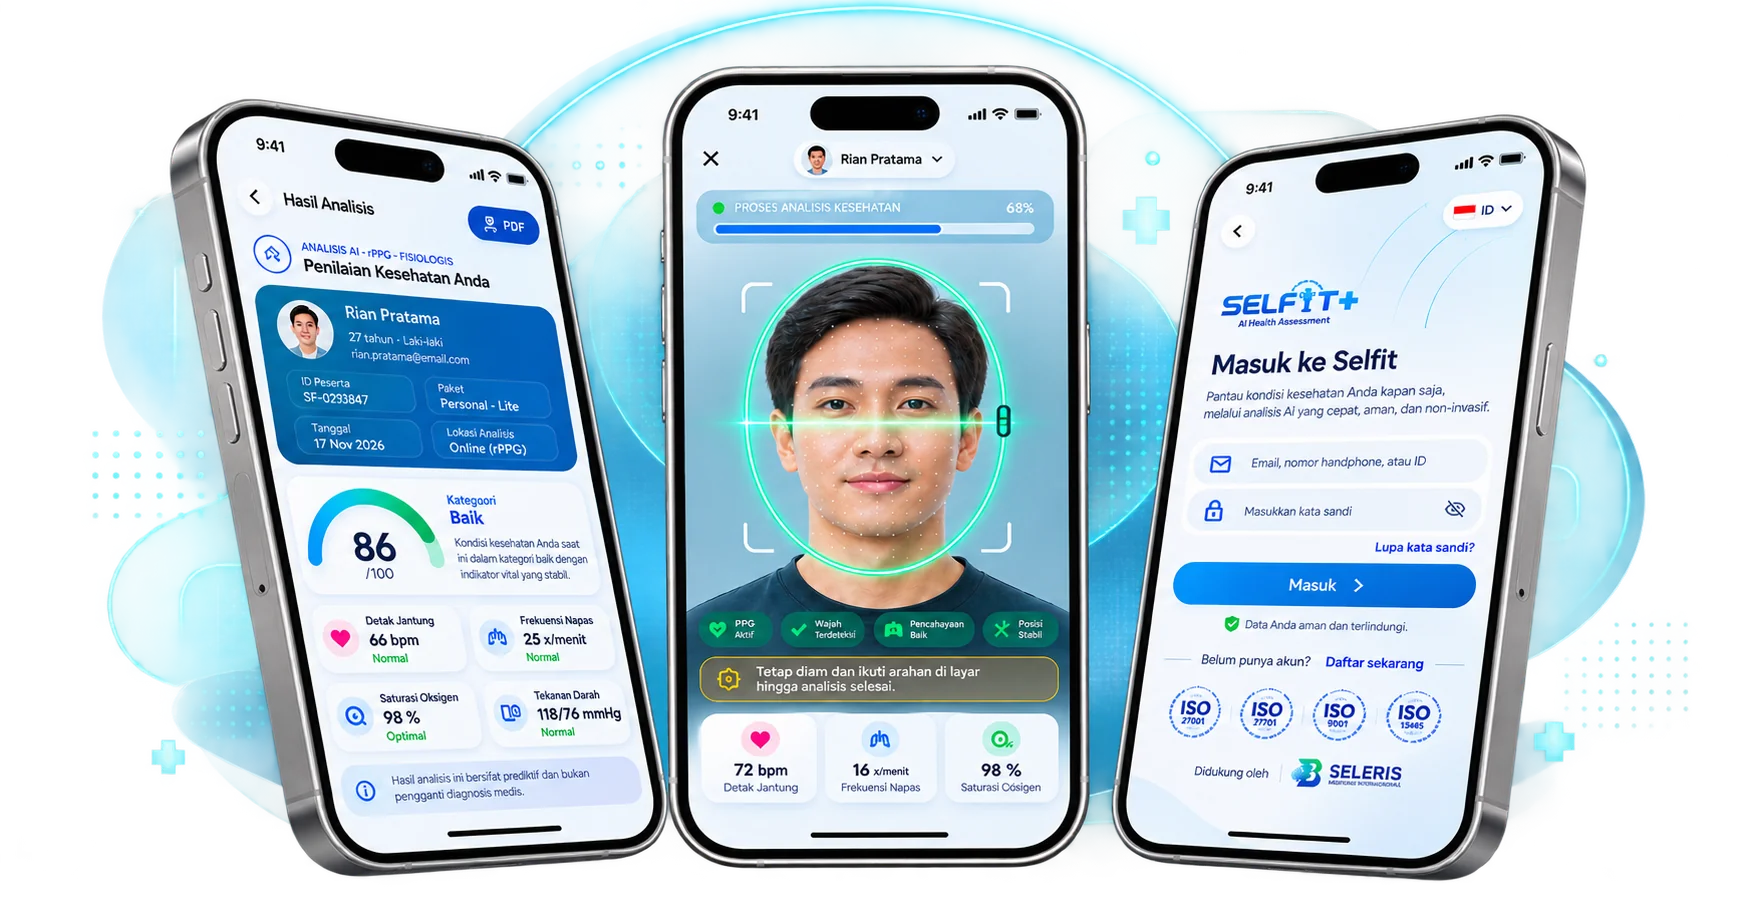 9:41
Hasil Analisis
PDF
ANALISIS AI - rPPG - FISIOLOGIS
Penilaian Kesehatan Anda
Rian Pratama
27 tahun - Laki-laki
rian.pratama@email.com
ID Peserta
SF-0293847
Paket
Personal - Lite
Tanggal
17 Nov 2026
Lokasi Analisis
Online (rPPG)
86
/100
Kategoori
Baik
Kondisi kesehatan Anda saat
ini dalam kategori baik dengan
indikator vital yang stabil.
Detak Jantung
66 bpm
Normal
Frekuensi Napas
25 x/menit
Normal
Saturasi Oksigen
98 %
Optimal
Tekanan Darah
118/76 mmHg
Normal
Hasil analisis ini bersifat prediktif dan bukan
pengganti diagnosis medis.
9:41
Rian Pratama
PROSES ANALISIS KESEHATAN
68%
PPG
Aktif
Wajah
Terdeteksi
Pencahayaan
Baik
Posisi
Stabil
Tetap diam dan ikuti arahan di layar
hingga analisis selesai.
72 bpm
Detak Jantung
16 x/menit
Frekuensi Napas
98 %
Saturasi Oösigen
9:41
ID
SELFIT+
AI Health Assessment
Masuk ke Selfit
Pantau kondisi kesehatan Anda kapan saja,
melalui analisis Ai yang cepat, aman, dan non-invasif.
Email, nomor handphone, atau ID
Masukkan kata sandi
Lupa kata sandi?
Masuk
Data Anda aman dan terlindungi.
Belum punya akun? Daftar sekarang
ISO
27001
ISO
27701
ISO
9001
ISO
Didukung oleh
SELERIS